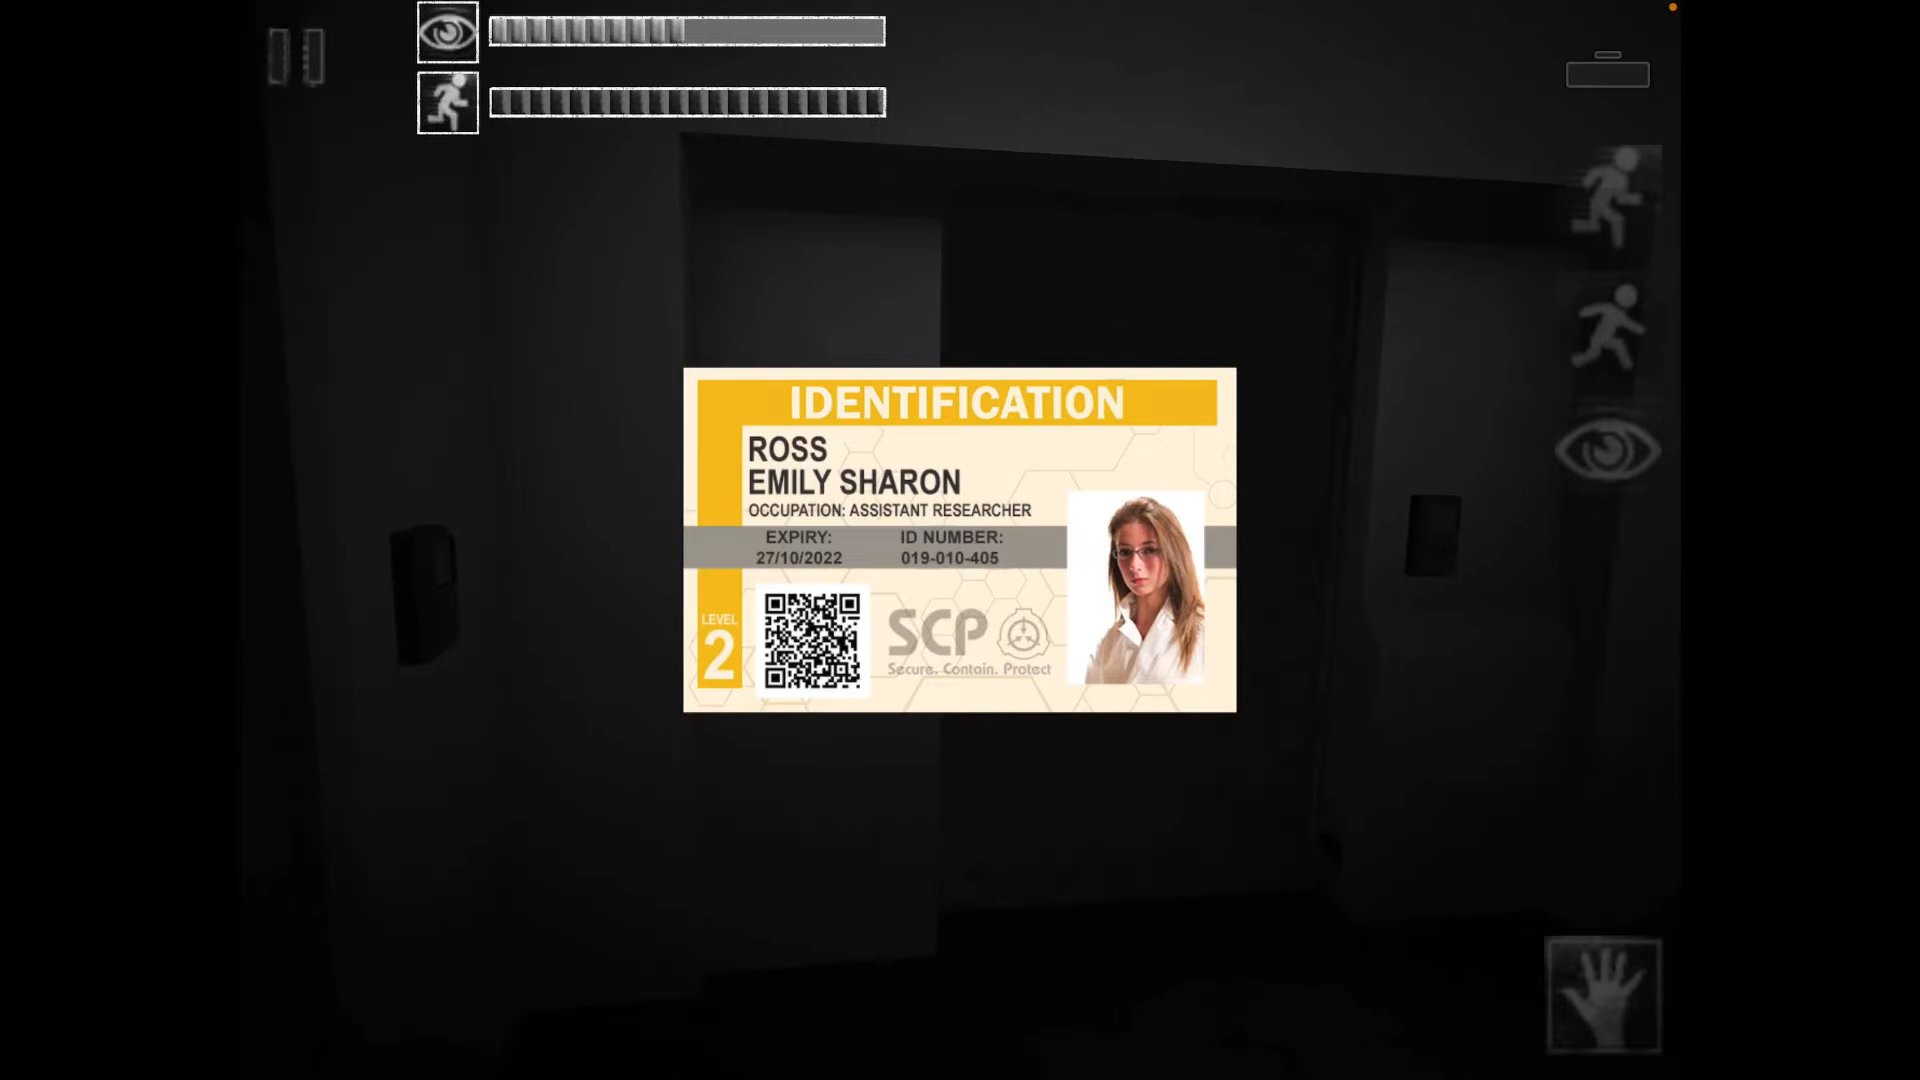 IDENTIFICATION
ROSS
EMILY SHARON
OCCUPATION: ASSISTANT RESEARCHER
EXPIRY: ID NUMBER:
27/10/2022 019-010-405
LEVEL
2
SCP
Secure. Contain. Protect